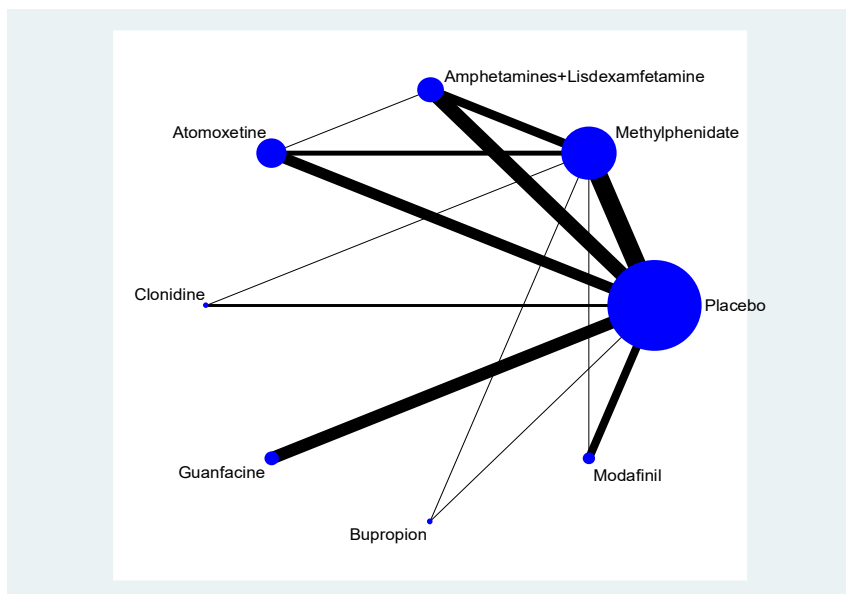 Amphetamines+Lisdexamfetamine
Atomoxetine
Methylphenidate
Clonidine
Placebo
Guanfacine
Modafinil
Bupropion